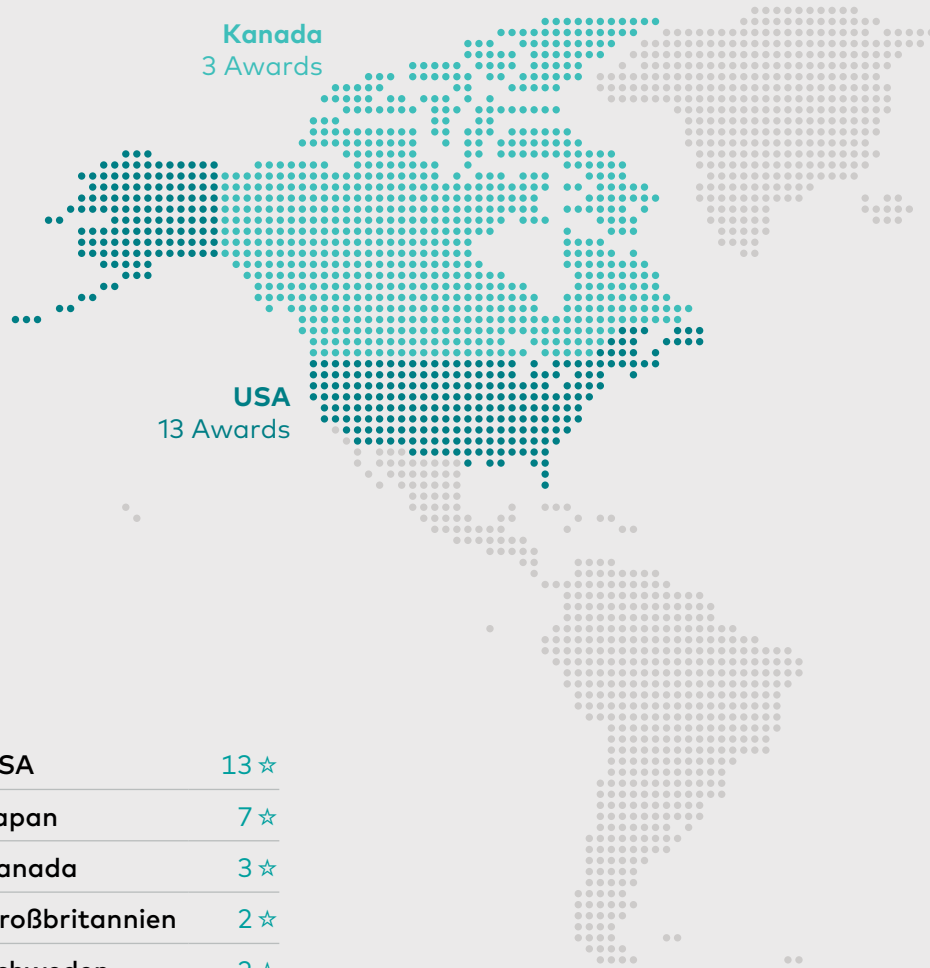 Kanada
3 Awards
USA
13 Awards
SA 13 ☆
apan 7 ☆
anada 3 ☆
roßbritannien 2 ☆